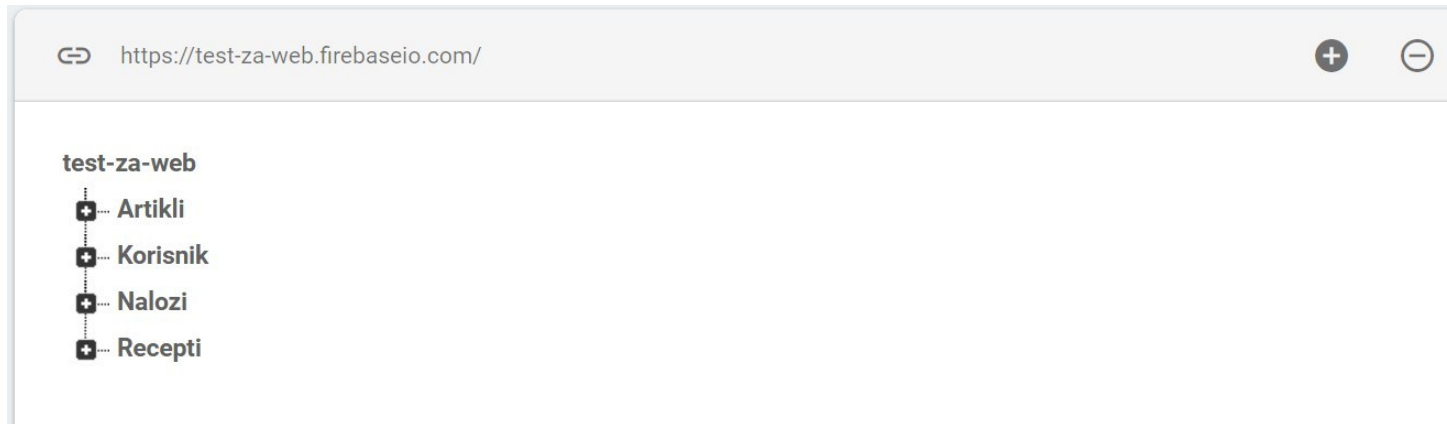 https://test-za-web.firebaseio.com/
test-za-web
Artikli
Korisnik
Nalozi
Recepti